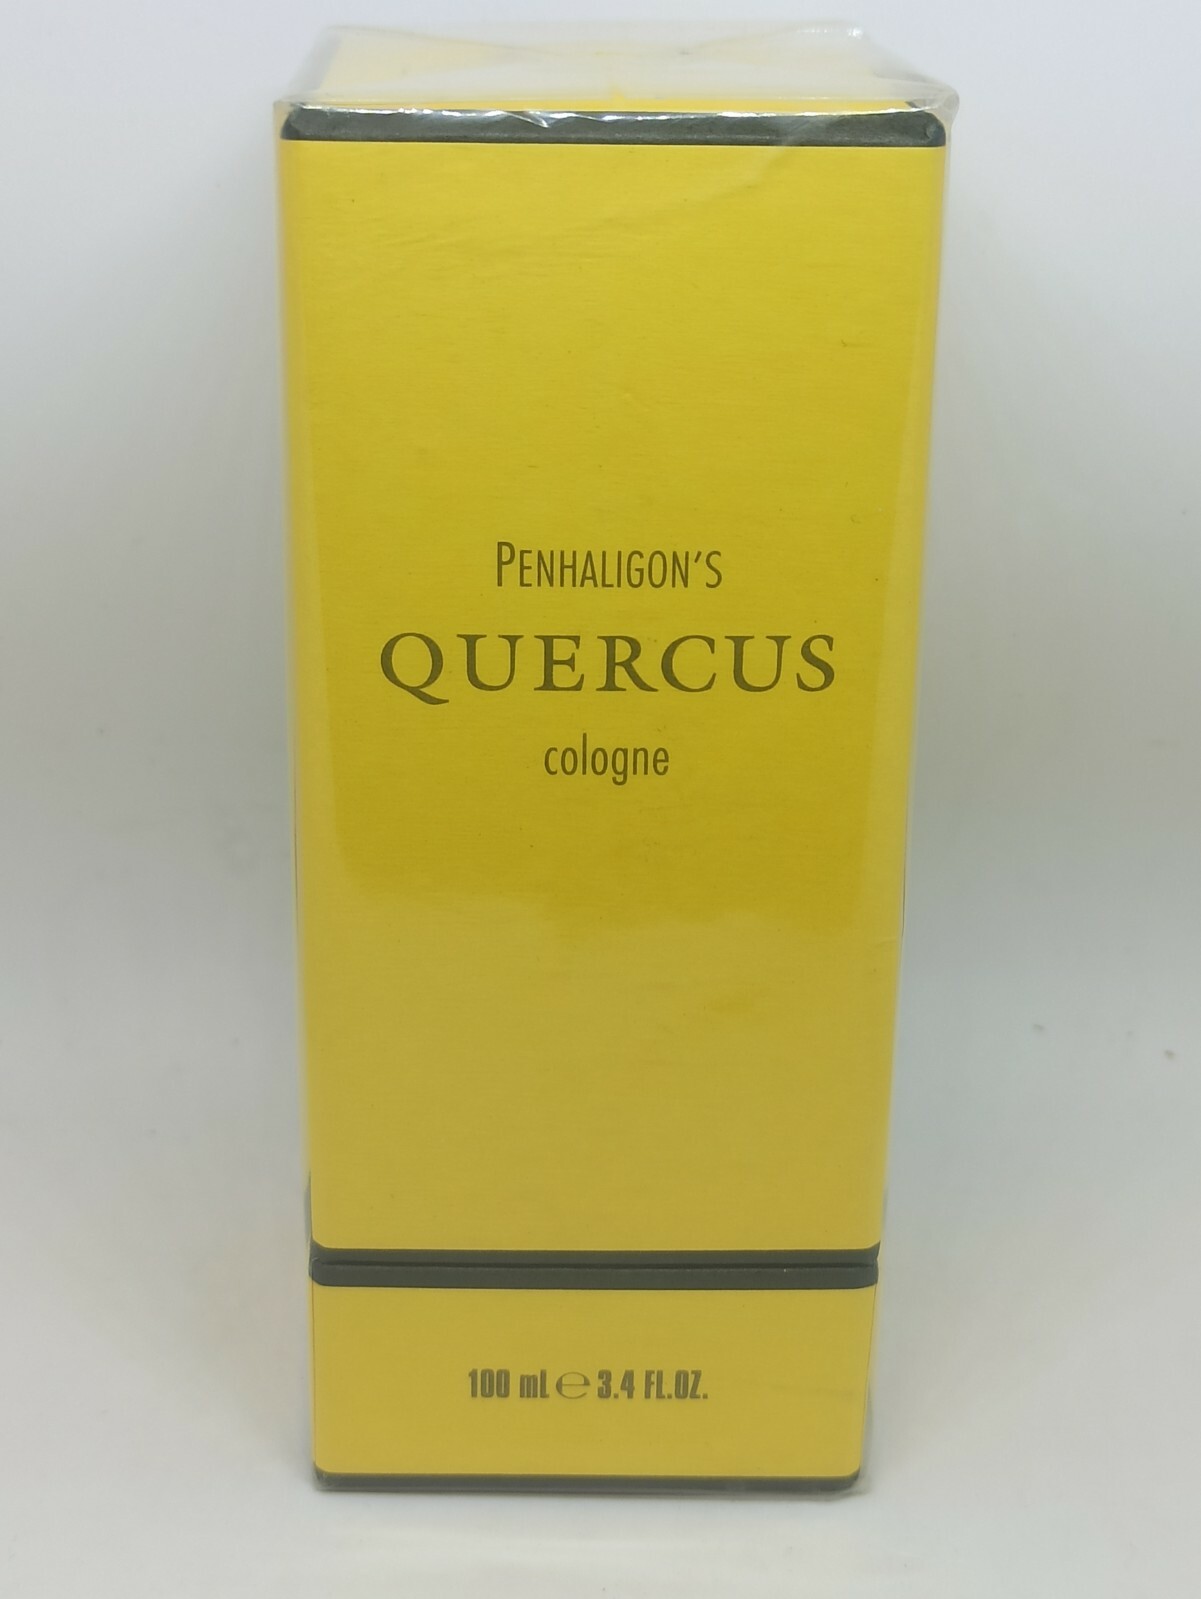 PENHALIGON'S
QUERCUS
cologne
100 mL ℮ 3.4 FL.OZ.